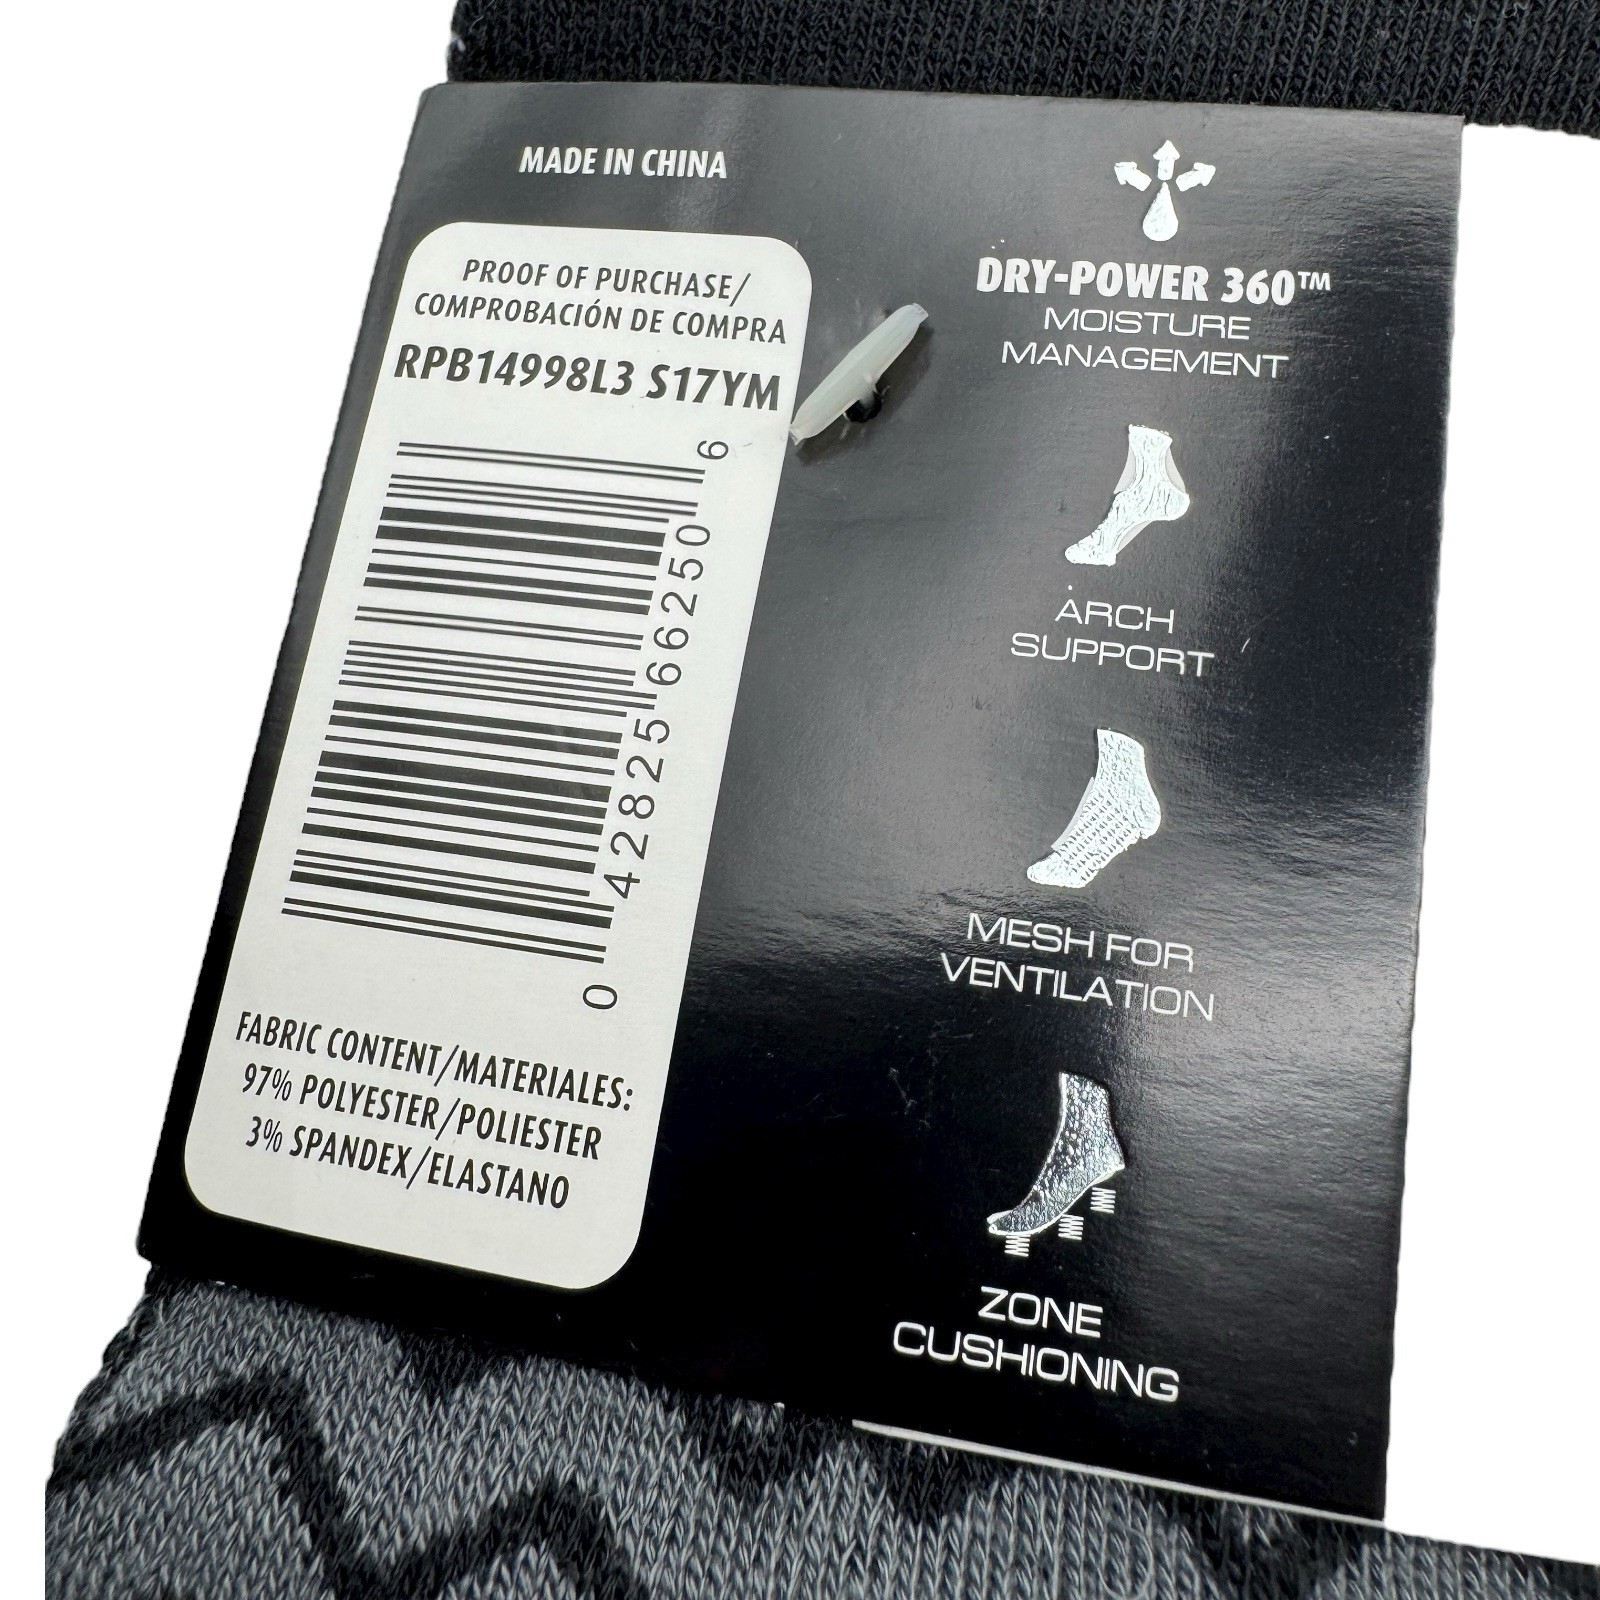 MADE IN CHINA
PROOF OF PURCHASE/
COMPROBACIÓN DE COMPRA
RPB14998L3 S17YM
0 42825 66250 6
FABRIC CONTENT/MATERIALES:
97% POLYESTER/POLIESTER
3% SPANDEX/ELASTANO
DRY-POWER 360™
MOISTURE
MANAGEMENT
ARCH
SUPPORT
MESH FOR
VENTILATION
ZONE
CUSHIONING